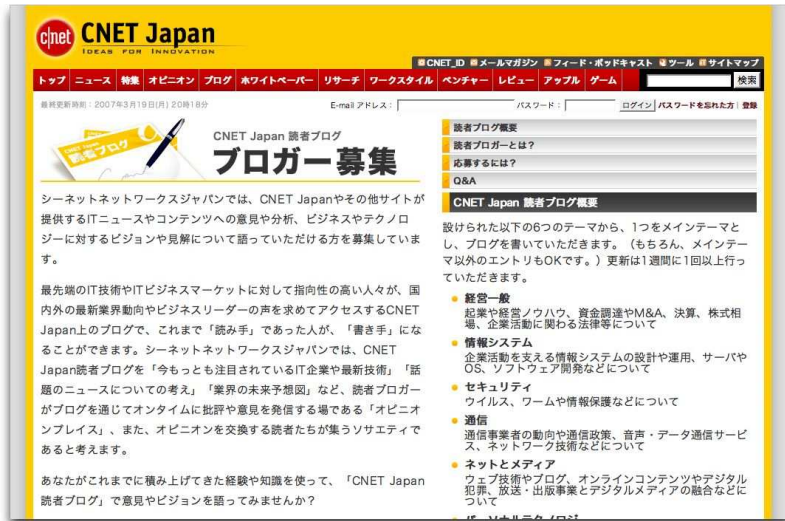 cnet CNET Japan
IDEAS FOR INNOVATION
CNET_ID メールマガジン フィード・ポッドキャスト ツール サイトマップ
トップ ニュース 特集 オピニオン ブログ ホワイトペーパー リサーチ ワークスタイル ベンチャー レビュー アップル ゲーム 検索
最終更新時刻：2007年3月19日(月) 20時18分 E-mail アドレス： パスワード： ログイン パスワードを忘れた方 | 登録
読者ブログ
CNET Japan 読者ブログ
ブロガー募集
シーネットネットワークスジャパンでは、CNET Japanやその他サイトが
提供するITニュースやコンテンツへの意見や分析、ビジネスやテクノロ
ジーに対するビジョンや見解について語っていただける方を募集していま
す。
最先端のIT技術やITビジネスマーケットに対して指向性の高い人々が、国
内外の最新業界動向やビジネスリーダーの声を求めてアクセスするCNET
Japan上のブログで、これまで「読み手」であった人が、「書き手」にな
ることができます。シーネットネットワークスジャパンでは、CNET
Japan読者ブログを「今もっとも注目されているIT企業や最新技術」「話
題のニュースについての考え」「業界の未来予想図」など、読者ブロガー
がブログを通じてオンタイムに批評や意見を発信する場である「オピニオ
ンプレイス」、また、オピニオンを交換する読者たちが集うソサエティで
あると考えます。
あなたがこれまでに積み上げてきた経験や知識を使って、「CNET Japan
読者ブログ」で意見やビジョンを語ってみませんか？
読者ブログ概要
読者ブロガーとは？
応募するには？
Q&A
CNET Japan 読者ブログ概要
設けられた以下の6つのテーマから、1つをメインテーマと
し、ブログを書いていただきます。（もちろん、メインテー
マ以外のエントリもOKです。）更新は1週間に1回以上行っ
ていただきます。
経営一般
起業や経営ノウハウ、資金調達やM&A、決算、株式相
場、企業活動に関わる法律等について
情報システム
企業活動を支える情報システムの設計や運用、サーバや
OS、ソフトウェア開発などについて
セキュリティ
ウイルス、ワームや情報保護などについて
通信
通信事業者の動向や通信政策、音声・データ通信サービ
ス、ネットワーク技術などについて
ネットとメディア
ウェブ技術やブログ、オンラインコンテンツやデジタル
犯罪、放送・出版事業とデジタルメディアの融合などに
ついて
パーソナルテクノロジー